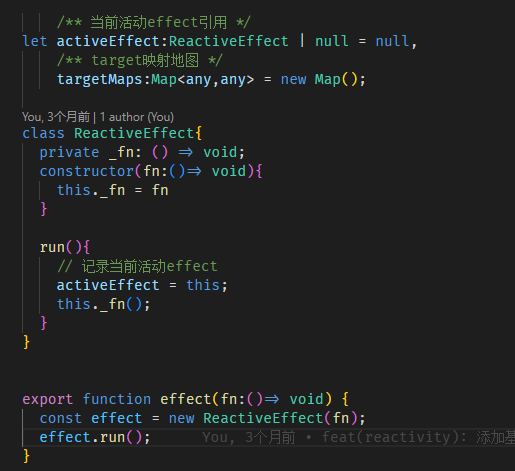 /** 当前活动effect引用 */
let activeEffect:ReactiveEffect | null = null,
/** target映射地图 */
targetMaps:Map<any,any> = new Map();
You, 3个月前 | 1 author (You)
class ReactiveEffect{
private _fn: () => void;
constructor(fn:()=> void){
this._fn = fn
}
run(){
// 记录当前活动effect
activeEffect = this;
this._fn();
}
}
export function effect(fn:()=> void) {
const effect = new ReactiveEffect(fn);
effect.run(); You, 3个月前 • feat(reactivity): 添加基
}